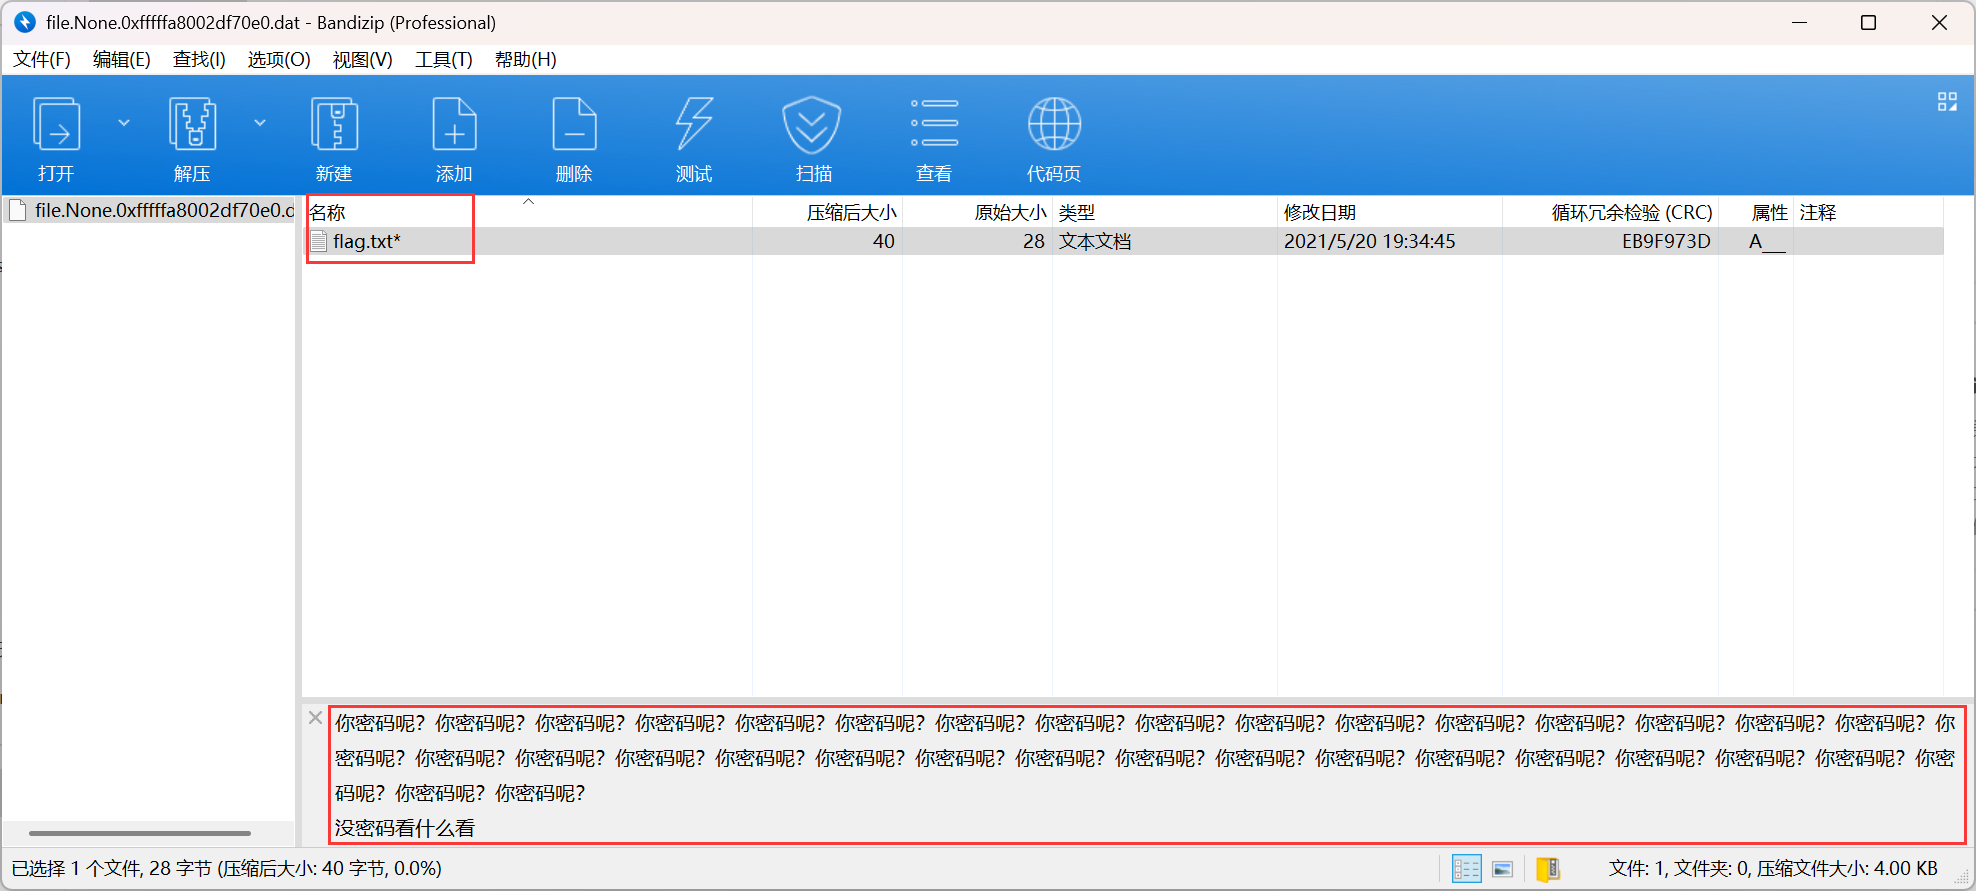 file.None.0xfffffa8002df70e0.dat - Bandizip (Professional)
文件(F) 编辑(E) 查找(I) 选项(O) 视图(V) 工具(T) 帮助(H)
打开 解压 新建 添加 删除 测试 扫描 查看 代码页
file.None.0xfffffa8002df70e0.d
名称 压缩后大小 原始大小 类型 修改日期 循环冗余检验 (CRC) 属性 注释
flag.txt* 40 28 文本文档 2021/5/20 19:34:45 EB9F973D A__
你密码呢？你密码呢？你密码呢？你密码呢？你密码呢？你密码呢？你密码呢？你密码呢？你密码呢？你密码呢？你密码呢？你密码呢？你密码呢？你密码呢？你密码呢？你密码呢？你
密码呢？你密码呢？你密码呢？你密码呢？你密码呢？你密码呢？你密码呢？你密码呢？你密码呢？你密码呢？你密码呢？你密码呢？你密码呢？你密码呢？你密码呢？你密码呢？你密
码呢？你密码呢？你密码呢？
没密码看什么看
已选择 1 个文件, 28 字节 (压缩后大小: 40 字节, 0.0%)
文件: 1, 文件夹: 0, 压缩文件大小: 4.00 KB